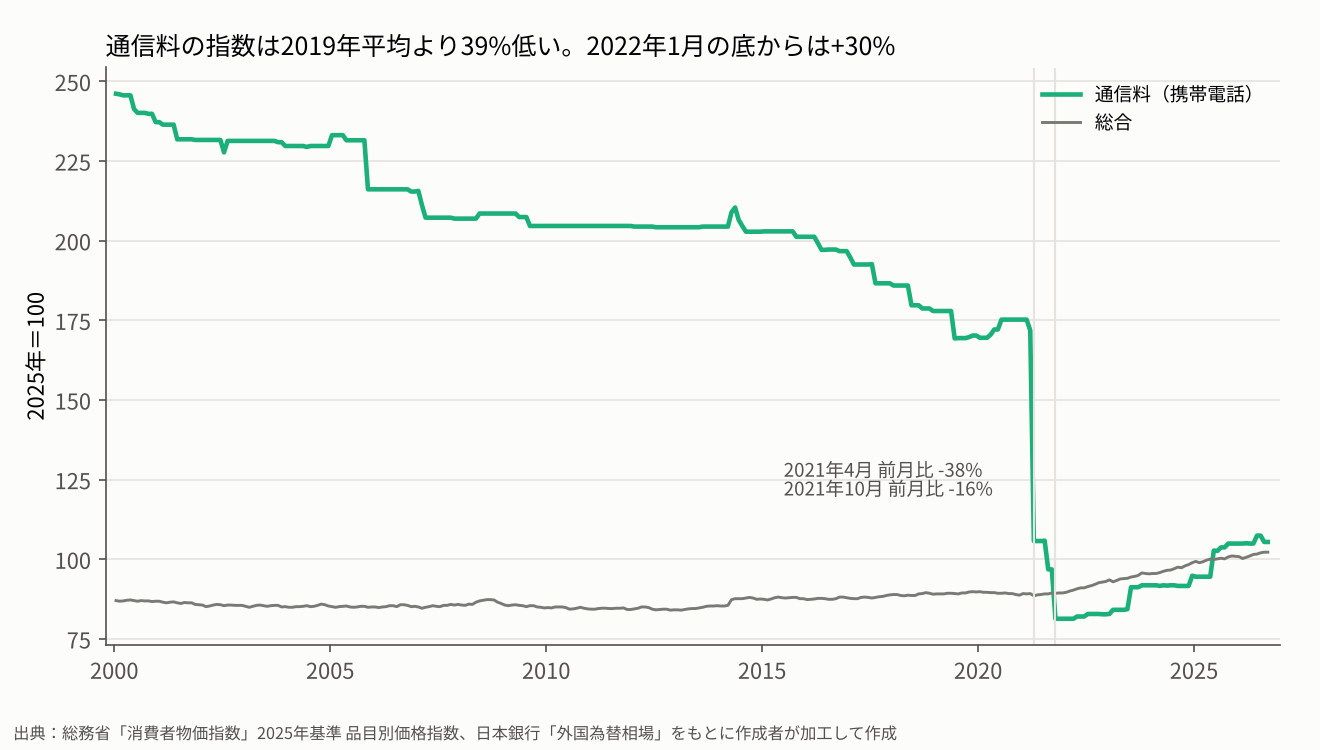 通信料の指数は2019年平均より39%低い。2022年1月の底からは+30%
250
225
200
175
150
125
100
75
2025年＝100
通信料（携帯電話）
総合
2021年4月 前月比 -38%
2021年10月 前月比 -16%
2000
2005
2010
2015
2020
2025
出典：総務省「消費者物価指数」2025年基準 品目別価格指数、日本銀行「外国為替相場」をもとに作成者が加工して作成